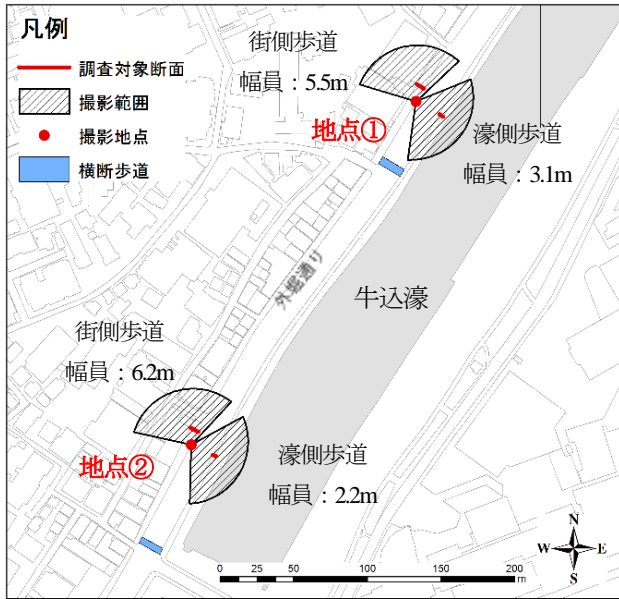 凡例
調査対象断面
撮影範囲
撮影地点
横断歩道
街側歩道
幅員：5.5m
地点①
濠側歩道
幅員：3.1m
外堀通り
牛込濠
街側歩道
幅員：6.2m
地点②
濠側歩道
幅員：2.2m
N
W E
S
0 25 50 100 150 200
m